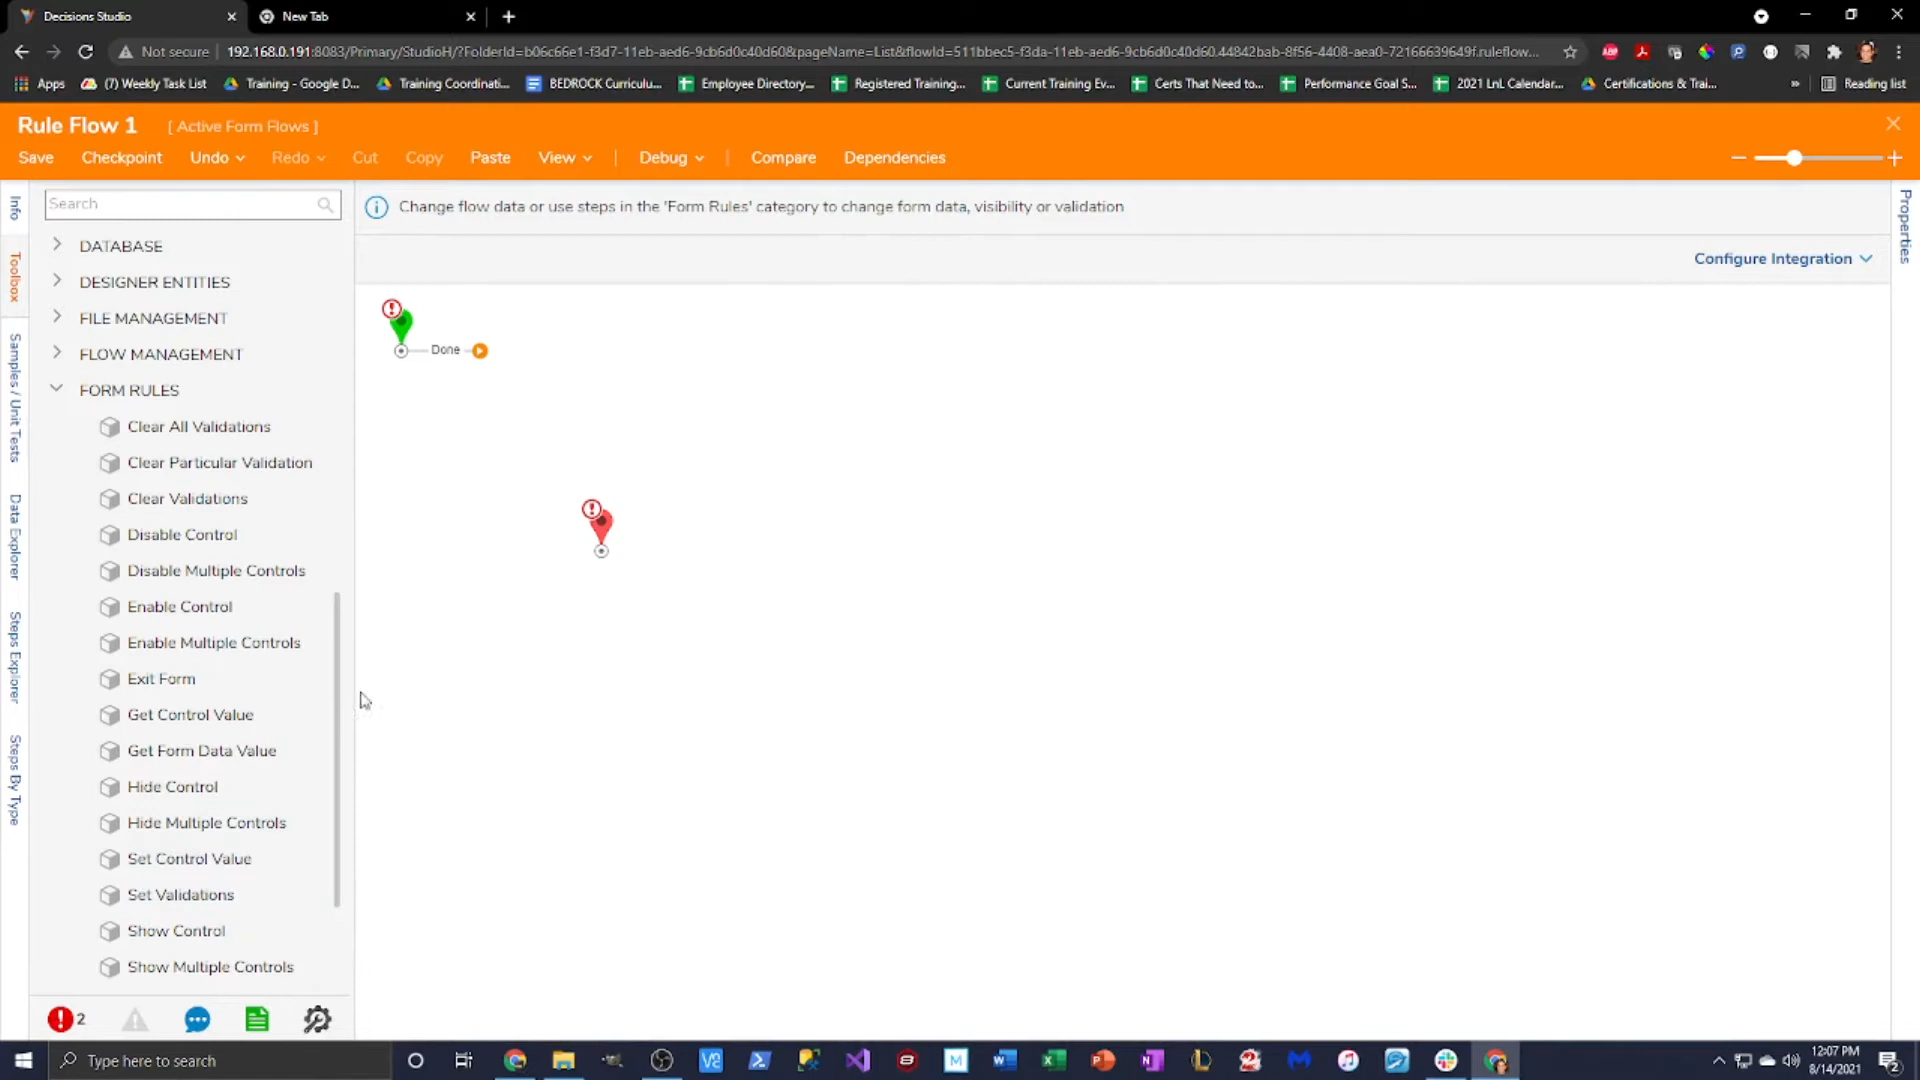 Decisions Studio
New Tab
Not secure
192.168.0.191:8083/Primary/StudioH/?FolderId=b06c66e1-f3d7-11eb-aed6-9cb6d0c40d60&pageName=List&flowId=511bbec5-f3da-11eb-aed6-9cb6d0c40d60.44842bab-8f56-4408-aea0-72166639649f.ruleflow...
Apps
(7) Weekly Task List
Training - Google D...
Training Coordinati...
BEDROCK Curriculu...
Employee Directory...
Registered Training...
Current Training Ev...
Certs That Need to...
Performance Goal S...
2021 LnL Calendar...
Certifications & Trai...
»
Reading list
Rule Flow 1
[ Active Form Flows ]
Save
Checkpoint
Undo
Redo
Cut
Copy
Paste
View
Debug
Compare
Dependencies
Info
Toolbox
Samples / Unit Tests
Data Explorer
Steps Explorer
Steps By Type
Search
DATABASE
DESIGNER ENTITIES
FILE MANAGEMENT
FLOW MANAGEMENT
FORM RULES
Clear All Validations
Clear Particular Validation
Clear Validations
Disable Control
Disable Multiple Controls
Enable Control
Enable Multiple Controls
Exit Form
Get Control Value
Get Form Data Value
Hide Control
Hide Multiple Controls
Set Control Value
Set Validations
Show Control
Show Multiple Controls
2
Change flow data or use steps in the 'Form Rules' category to change form data, visibility or validation
Configure Integration
Done
Properties
Type here to search
12:07 PM
8/14/2021
2